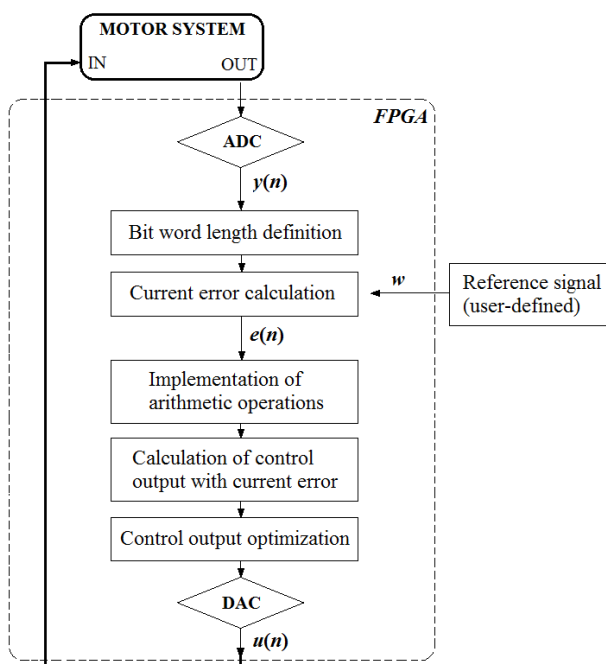 MOTOR SYSTEM
IN
OUT
FPGA
ADC
y(n)
Bit word length definition
Current error calculation
w
Reference signal
(user-defined)
e(n)
Implementation of
arithmetic operations
Calculation of control
output with current error
Control output optimization
DAC
u(n)